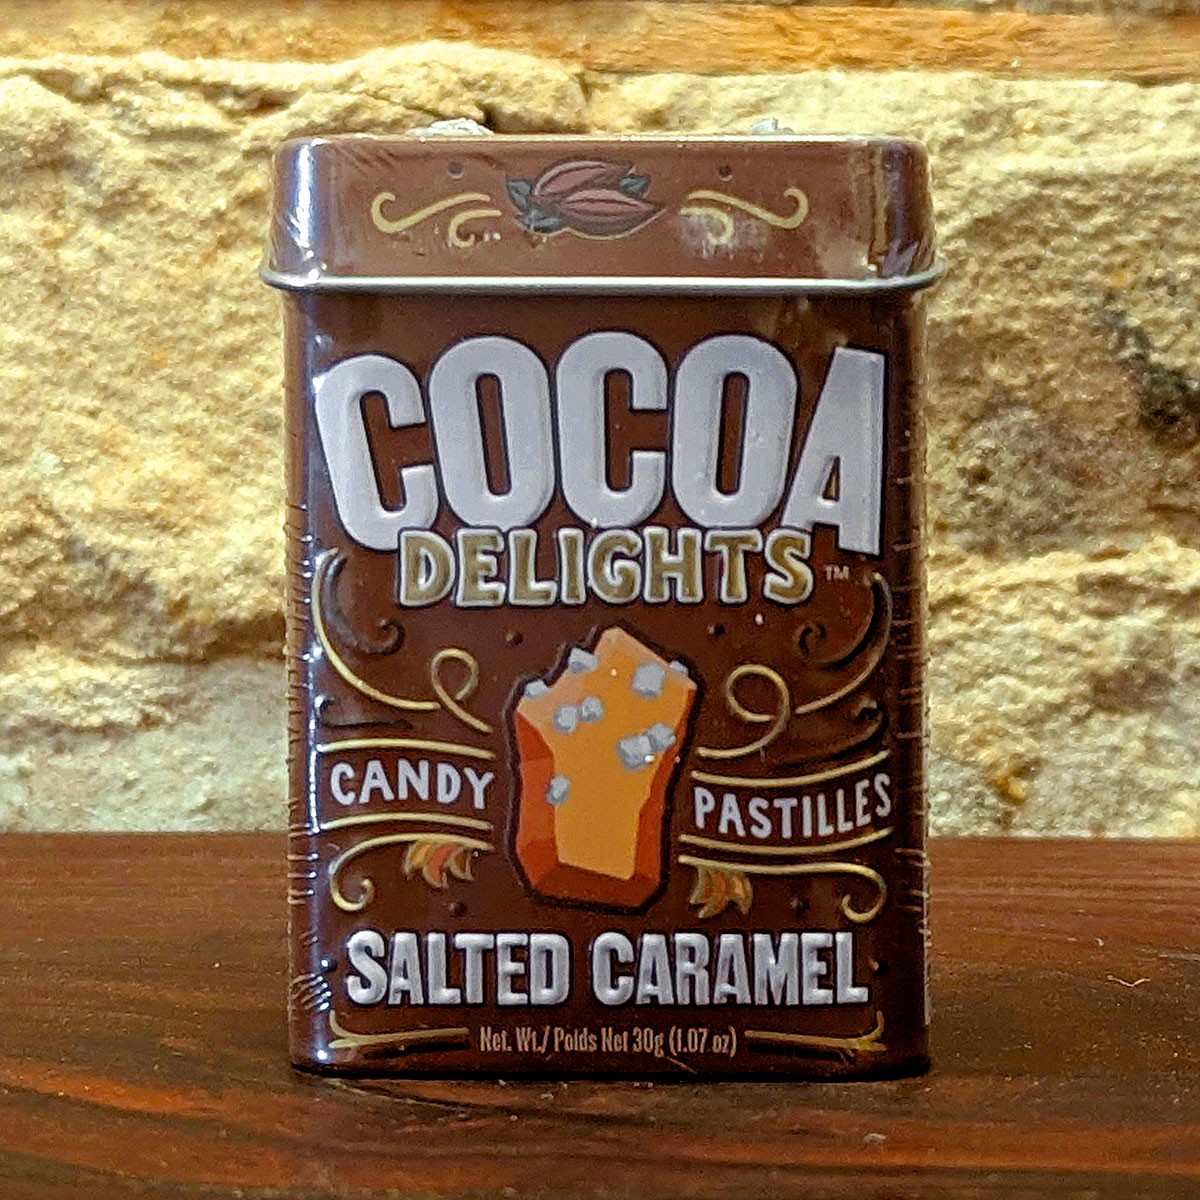 COCOA
DELIGHTS™
CANDY PASTILLES
SALTED CARAMEL
Net. Wt./ Poids Net 30g (1.07 oz)